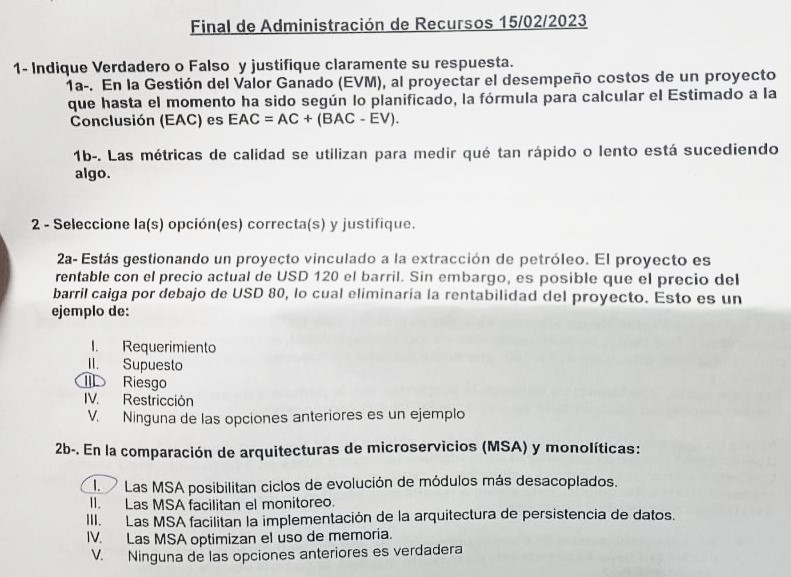 Final de Administración de Recursos 15/02/2023
1- Indique Verdadero o Falso y justifique claramente su respuesta.
1a-. En la Gestión del Valor Ganado (EVM), al proyectar el desempeño costos de un proyecto
que hasta el momento ha sido según lo planificado, la fórmula para calcular el Estimado a la
Conclusión (EAC) es EAC = AC + (BAC - EV).
1b-. Las métricas de calidad se utilizan para medir qué tan rápido o lento está sucediendo
algo.
2 - Seleccione la(s) opción(es) correcta(s) y justifique.
2a- Estás gestionando un proyecto vinculado a la extracción de petróleo. El proyecto es
rentable con el precio actual de USD 120 el barril. Sin embargo, es posible que el precio del
barril caiga por debajo de USD 80, lo cual eliminaría la rentabilidad del proyecto. Esto es un
ejemplo de:
I. Requerimiento
II. Supuesto
III. Riesgo
IV. Restricción
V. Ninguna de las opciones anteriores es un ejemplo
2b-. En la comparación de arquitecturas de microservicios (MSA) y monolíticas:
I. Las MSA posibilitan ciclos de evolución de módulos más desacoplados.
II. Las MSA facilitan el monitoreo.
III. Las MSA facilitan la implementación de la arquitectura de persistencia de datos.
IV. Las MSA optimizan el uso de memoria.
V. Ninguna de las opciones anteriores es verdadera